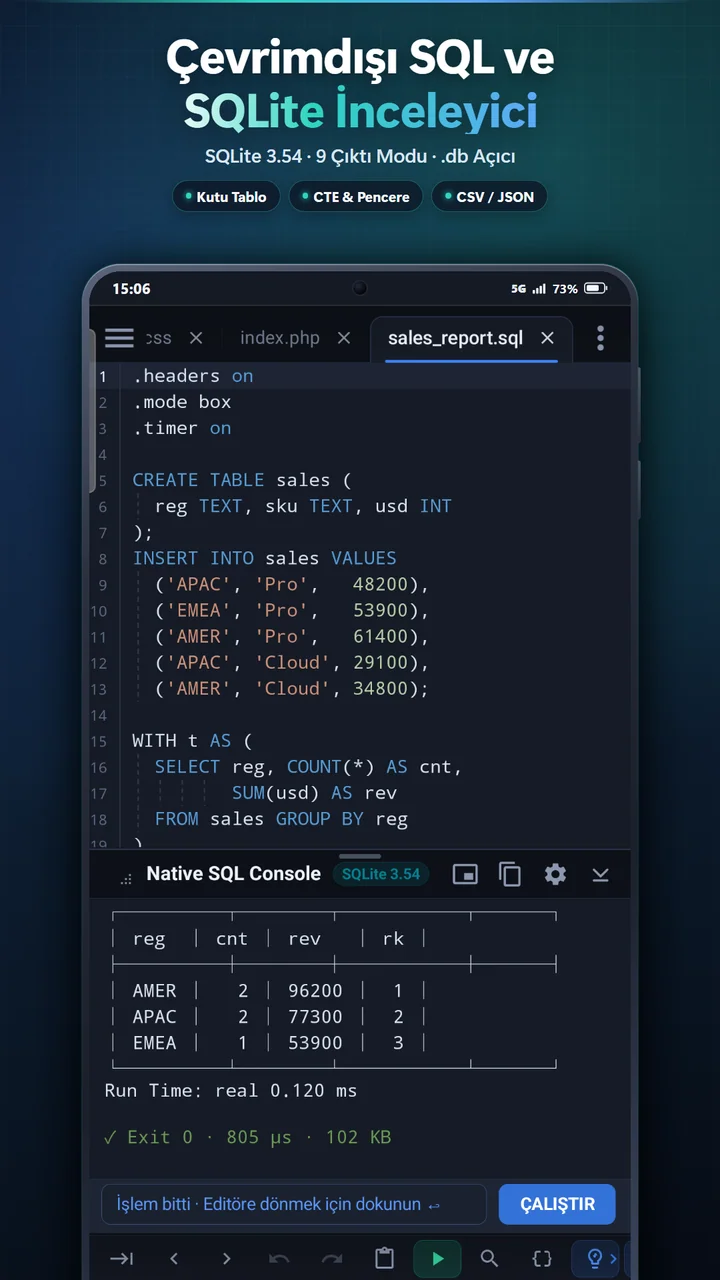 Çevrimdışı SQL ve
SQLite İnceleyici
SQLite 3.54 · 9 Çıktı Modu · .db Açıcı
Kutu Tablo CTE & Pencere CSV / JSON
15:06 5G 73%
css index.php sales_report.sql
1 .headers on
2 .mode box
3 .timer on
4
5 CREATE TABLE sales (
6 reg TEXT, sku TEXT, usd INT
7 );
8 INSERT INTO sales VALUES
9 ('APAC', 'Pro', 48200),
10 ('EMEA', 'Pro', 53900),
11 ('AMER', 'Pro', 61400),
12 ('APAC', 'Cloud', 29100),
13 ('AMER', 'Cloud', 34800);
14
15 WITH t AS (
16 SELECT reg, COUNT(*) AS cnt,
17 SUM(usd) AS rev
18 FROM sales GROUP BY reg
19 )
Native SQL Console SQLite 3.54
│ reg │ cnt │ rev │ rk │
│ AMER │ 2 │ 96200 │ 1 │
│ APAC │ 2 │ 77300 │ 2 │
│ EMEA │ 1 │ 53900 │ 3 │
Run Time: real 0.120 ms
✓ Exit 0 · 805 µs · 102 KB
İşlem bitti · Editöre dönmek için dokunun ↩ ÇALIŞTIR